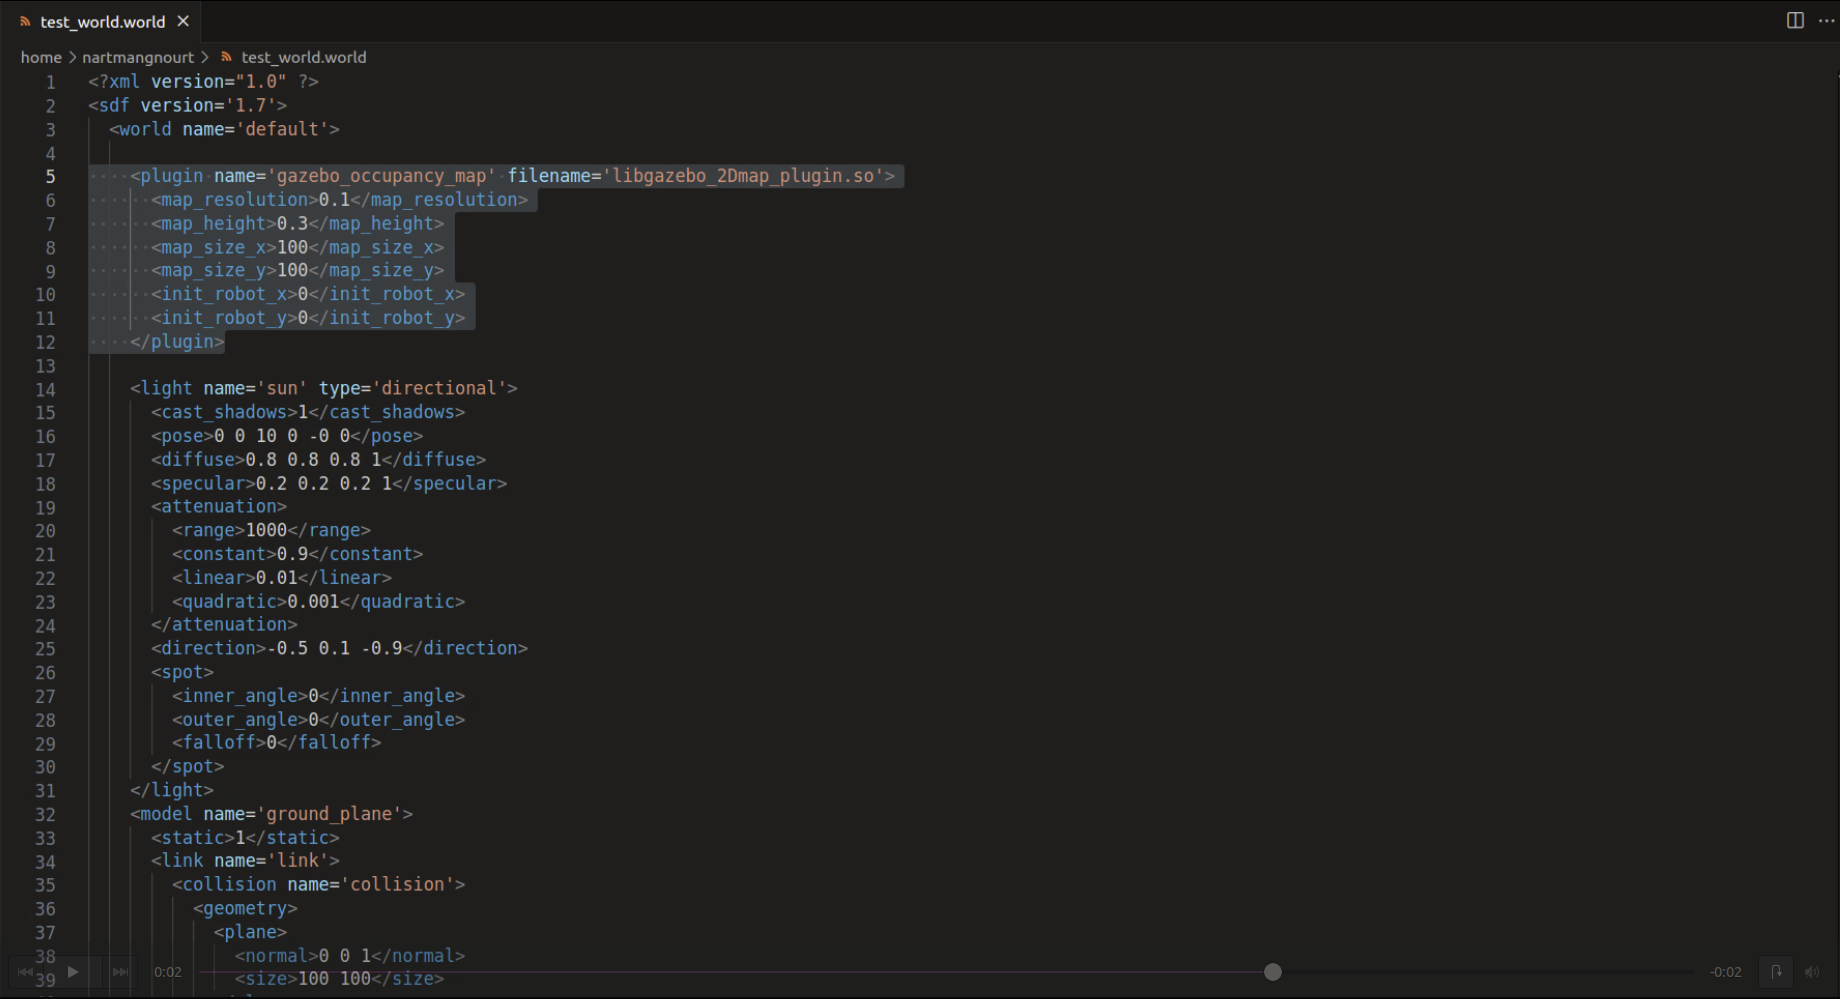 test_world.world
home > nartmangnourt > test_world.world
1 <?xml version="1.0" ?>
2 <sdf version='1.7'>
3 <world name='default'>
4
5 <plugin name='gazebo_occupancy_map' filename='libgazebo_2Dmap_plugin.so'>
6 <map_resolution>0.1</map_resolution>
7 <map_height>0.3</map_height>
8 <map_size_x>100</map_size_x>
9 <map_size_y>100</map_size_y>
10 <init_robot_x>0</init_robot_x>
11 <init_robot_y>0</init_robot_y>
12 </plugin>
13
14 <light name='sun' type='directional'>
15 <cast_shadows>1</cast_shadows>
16 <pose>0 0 10 0 -0 0</pose>
17 <diffuse>0.8 0.8 0.8 1</diffuse>
18 <specular>0.2 0.2 0.2 1</specular>
19 <attenuation>
20 <range>1000</range>
21 <constant>0.9</constant>
22 <linear>0.01</linear>
23 <quadratic>0.001</quadratic>
24 </attenuation>
25 <direction>-0.5 0.1 -0.9</direction>
26 <spot>
27 <inner_angle>0</inner_angle>
28 <outer_angle>0</outer_angle>
29 <falloff>0</falloff>
30 </spot>
31 </light>
32 <model name='ground_plane'>
33 <static>1</static>
34 <link name='link'>
35 <collision name='collision'>
36 <geometry>
37 <plane>
38 <normal>0 0 1</normal>
39 <size>100 100</size>
0:02
-0:02